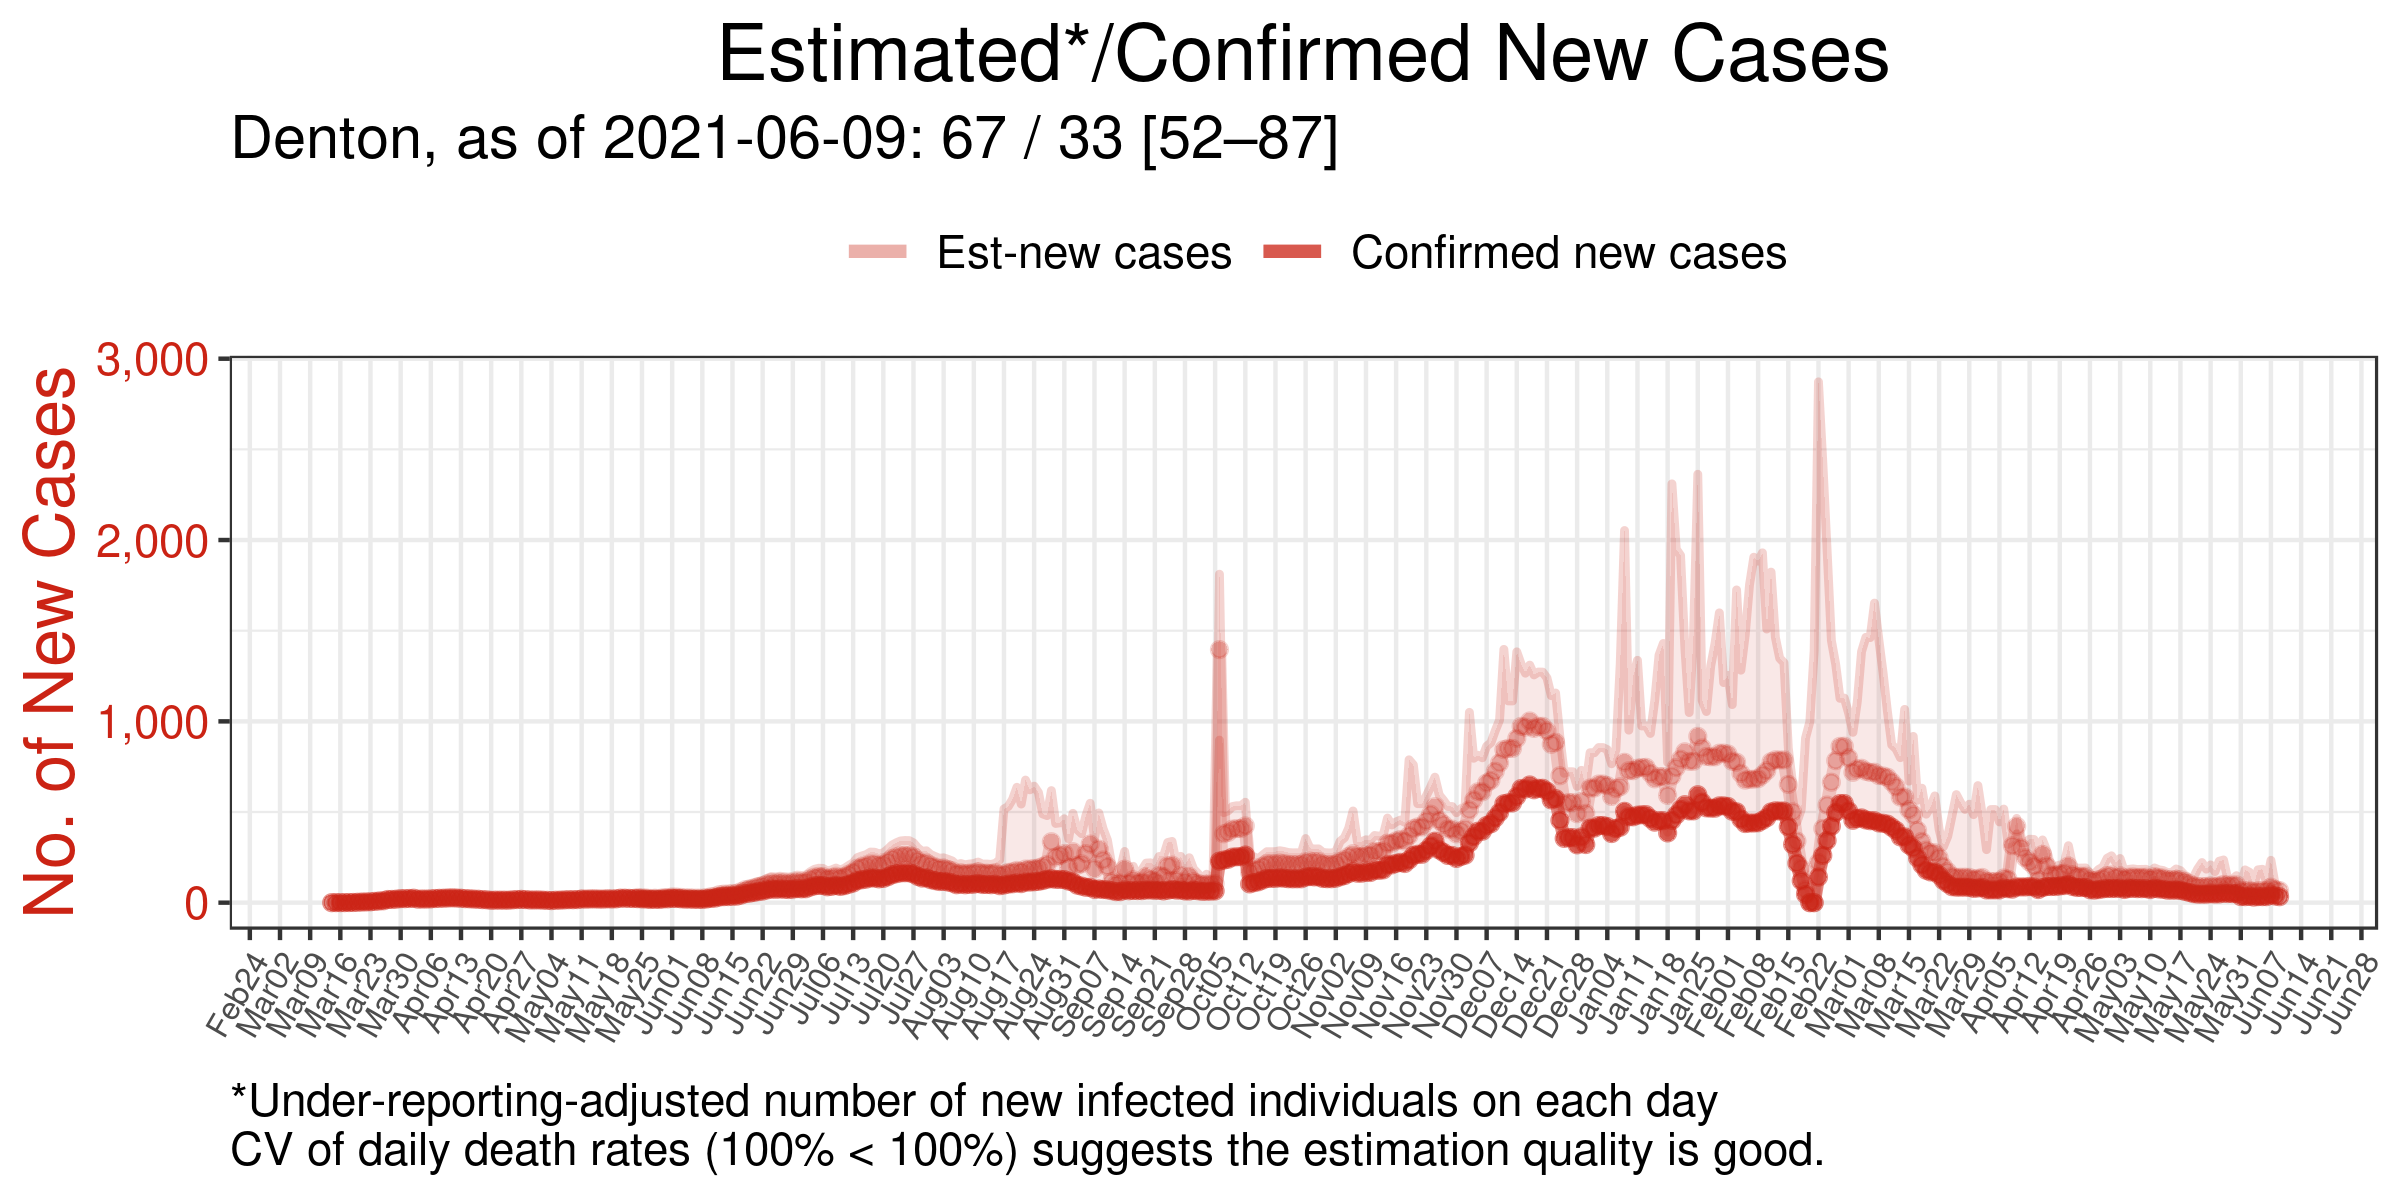 Estimated*/Confirmed New Cases
Denton, as of 2021-06-09: 67 / 33 [52–87]
Est-new cases
Confirmed new cases
No. of New Cases
3,000
2,000
1,000
0
Feb24
Mar02
Mar09
Mar16
Mar23
Mar30
Apr06
Apr13
Apr20
Apr27
May04
May11
May18
May25
Jun01
Jun08
Jun15
Jun22
Jun29
Jul06
Jul13
Jul20
Jul27
Aug03
Aug10
Aug17
Aug24
Aug31
Sep07
Sep14
Sep21
Sep28
Oct05
Oct12
Oct19
Oct26
Nov02
Nov09
Nov16
Nov23
Nov30
Dec07
Dec14
Dec21
Dec28
Jan04
Jan11
Jan18
Jan25
Feb01
Feb08
Feb15
Feb22
Mar01
Mar08
Mar15
Mar22
Mar29
Apr05
Apr12
Apr19
Apr26
May03
May10
May17
May24
May31
Jun07
Jun14
Jun21
Jun28
*Under-reporting-adjusted number of new infected individuals on each day
CV of daily death rates (100% < 100%) suggests the estimation quality is good.